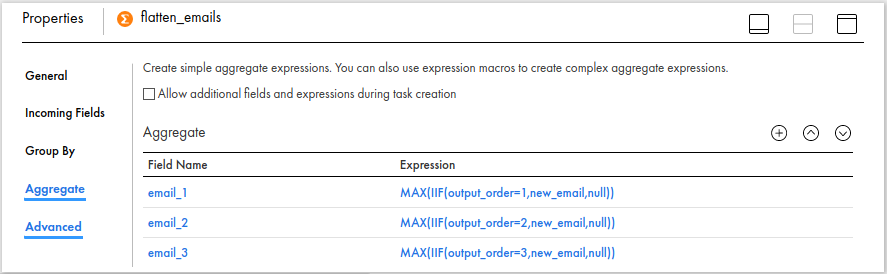 Properties flatten_emails
General
Incoming Fields
Group By
Aggregate
Advanced
Create simple aggregate expressions. You can also use expression macros to create complex aggregate expressions.
Allow additional fields and expressions during task creation
Aggregate
Field Name Expression
email_1 MAX(IIF(output_order=1,new_email,null))
email_2 MAX(IIF(output_order=2,new_email,null))
email_3 MAX(IIF(output_order=3,new_email,null))